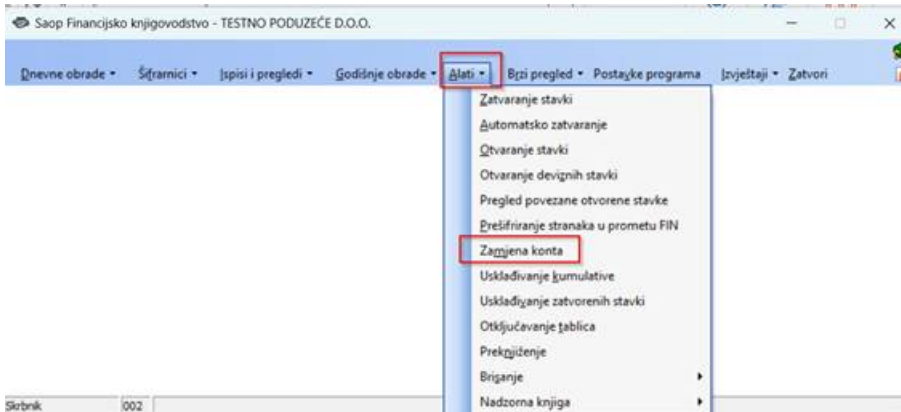 Saop Financijsko knjigovodstvo - TESTNO PODUZEĆE D.O.O.
Dnevne obrade Šifrarnici Ispisi i pregledi Godišnje obrade Alati Brzi pregled Postavke programa Izvještaji Zatvori
Zatvaranje stavki
Automatsko zatvaranje
Otvaranje stavki
Otvaranje deviznih stavki
Pregled povezane otvorene stavke
Prešifriranje stranaka u prometu FIN
Zamjena konta
Usklađivanje kumulative
Usklađivanje zatvorenih stavki
Otključavanje tablica
Preknjiženje
Brisanje
Nadzorna knjiga
Skrbnik 002